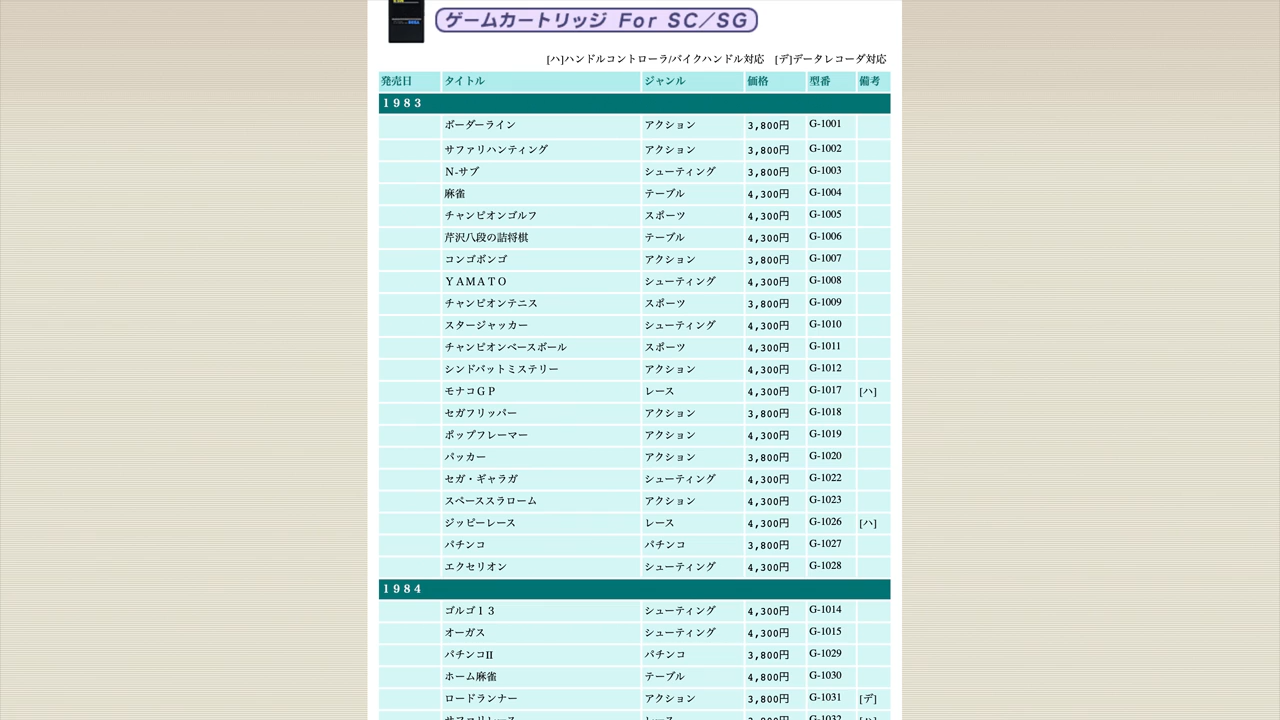 ゲームカートリッジ For SC／SG
[ハ]ハンドルコントローラ/バイクハンドル対応　[デ]データレコーダ対応
発売日 タイトル ジャンル 価格 型番 備考
１９８３
ボーダーライン アクション 3,800円 G-1001
サファリハンティング アクション 3,800円 G-1002
Ｎ-サブ シューティング 3,800円 G-1003
麻雀 テーブル 4,300円 G-1004
チャンピオンゴルフ スポーツ 4,300円 G-1005
芹沢八段の詰将棋 テーブル 4,300円 G-1006
コンゴボンゴ アクション 3,800円 G-1007
ＹＡＭＡＴＯ シューティング 4,300円 G-1008
チャンピオンテニス スポーツ 3,800円 G-1009
スタージャッカー シューティング 4,300円 G-1010
チャンピオンベースボール スポーツ 4,300円 G-1011
シンドバットミステリー アクション 4,300円 G-1012
モナコＧＰ レース 4,300円 G-1017 [ハ]
セガフリッパー アクション 3,800円 G-1018
ポップフレーマー アクション 4,300円 G-1019
パッカー アクション 3,800円 G-1020
セガ・ギャラガ シューティング 4,300円 G-1022
スペーススラローム アクション 4,300円 G-1023
ジッピーレース レース 4,300円 G-1026 [ハ]
パチンコ パチンコ 3,800円 G-1027
エクセリオン シューティング 4,300円 G-1028
１９８４
ゴルゴ１３ シューティング 4,300円 G-1014
オーガス シューティング 4,300円 G-1015
パチンコII パチンコ 3,800円 G-1029
ホーム麻雀 テーブル 4,800円 G-1030
ロードランナー アクション 3,800円 G-1031 [デ]